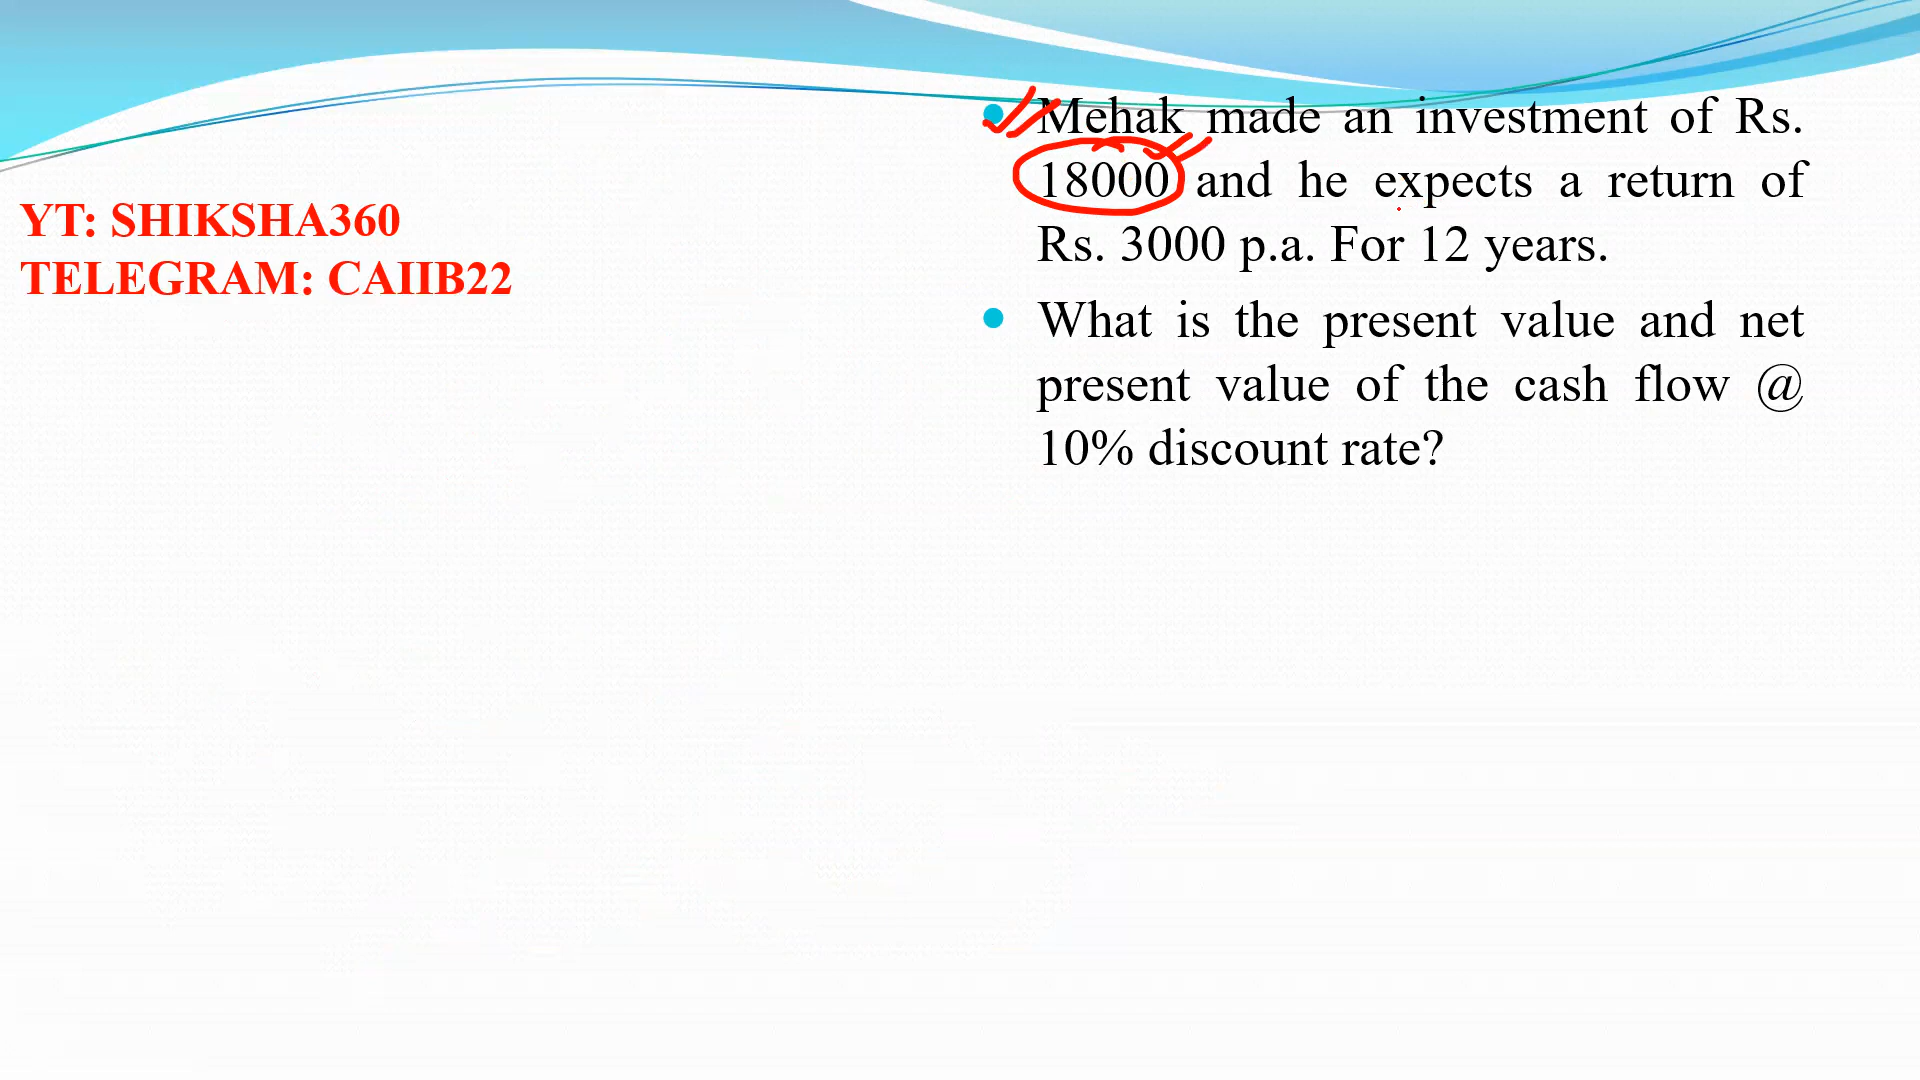 YT: SHIKSHA360
TELEGRAM: CAIIB22
Mehak made an investment of Rs.
18000 and he expects a return of
Rs. 3000 p.a. For 12 years.
What is the present value and net
present value of the cash flow @
10% discount rate?